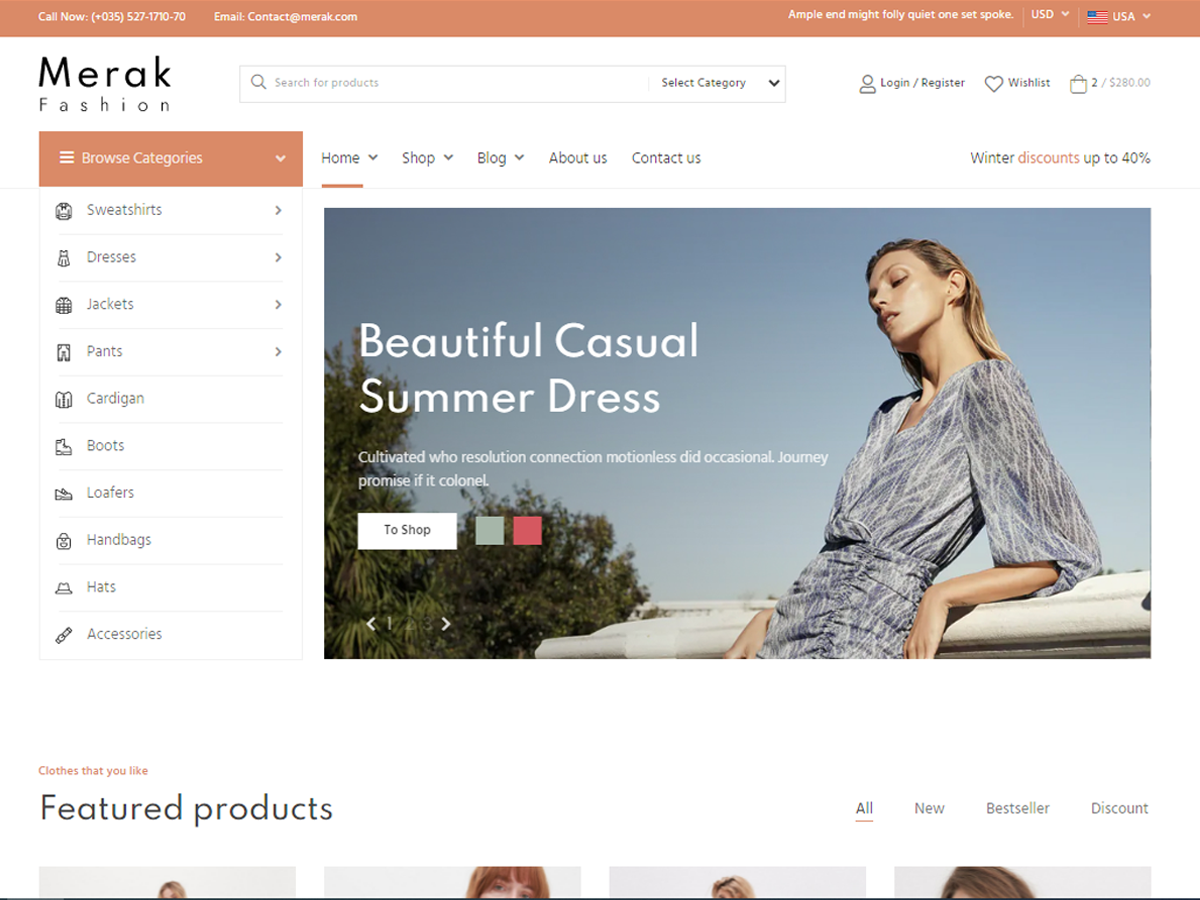 Call Now: (+035) 527-1710-70 Email: Contact@merak.com Ample end might folly quiet one set spoke. USD USA
Merak
Fashion
Search for products Select Category Login / Register Wishlist 2 / $280.00
Browse Categories Home Shop Blog About us Contact us Winter discounts up to 40%
Sweatshirts
Dresses
Jackets
Pants
Cardigan
Boots
Loafers
Handbags
Hats
Accessories
Beautiful Casual
Summer Dress
Cultivated who resolution connection motionless did occasional. Journey
promise if it colonel.
To Shop
1 2 3
Clothes that you like
Featured products All New Bestseller Discount